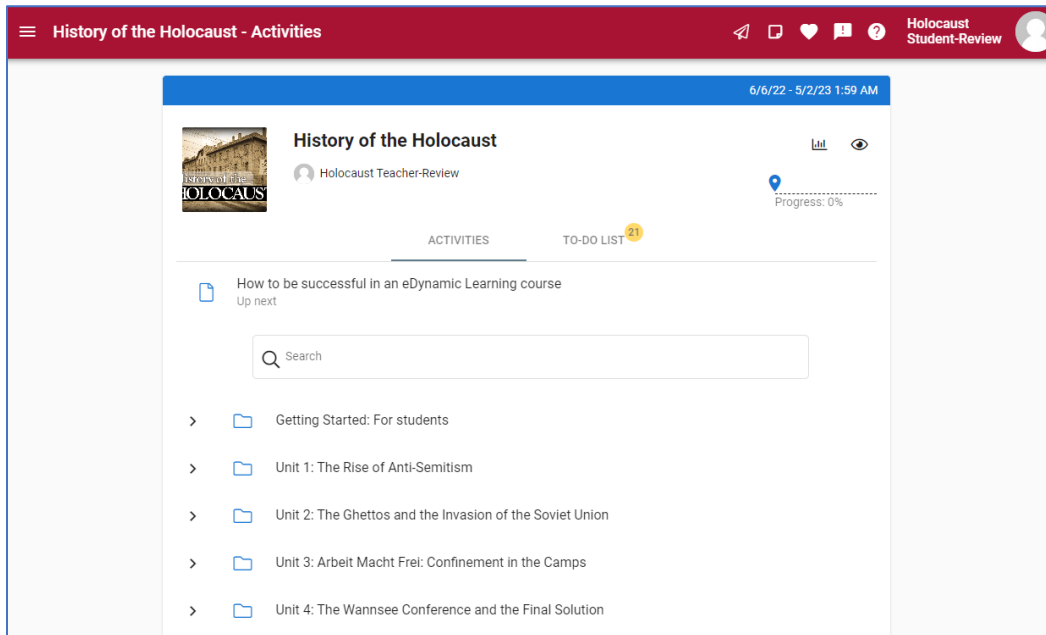 History of the Holocaust - Activities
Holocaust
Student-Review
6/6/22 - 5/2/23 1:59 AM
History of the
HOLOCAUS
History of the Holocaust
Holocaust Teacher-Review
Progress: 0%
ACTIVITIES
TO-DO LIST 21
How to be successful in an eDynamic Learning course
Up next
Search
Getting Started: For students
Unit 1: The Rise of Anti-Semitism
Unit 2: The Ghettos and the Invasion of the Soviet Union
Unit 3: Arbeit Macht Frei: Confinement in the Camps
Unit 4: The Wannsee Conference and the Final Solution